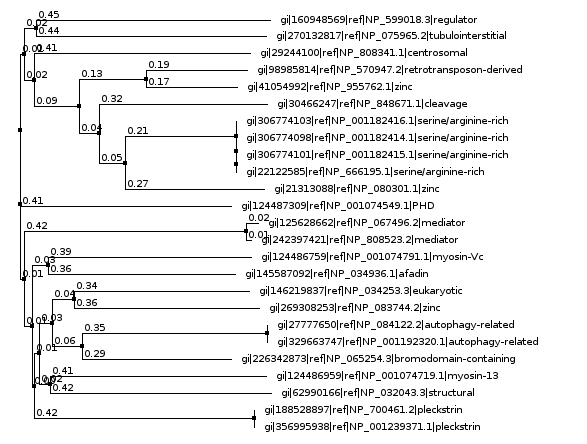 0.45
gi|160948569|ref|NP_599018.3|regulator
0.02
0.44
gi|270132817|ref|NP_075965.2|tubulointerstitial
0.41
gi|29244100|ref|NP_808341.1|centrosomal
0.19
gi|98985814|ref|NP_570947.2|retrotransposon-derived
0.02
0.13
0.17
gi|41054992|ref|NP_955762.1|zinc
0.09
0.32
gi|30466247|ref|NP_848671.1|cleavage
gi|306774103|ref|NP_001182416.1|serine/arginine-rich
0.04
0.21
gi|306774098|ref|NP_001182414.1|serine/arginine-rich
gi|306774101|ref|NP_001182415.1|serine/arginine-rich
0.05
gi|22122585|ref|NP_666195.1|serine/arginine-rich
0.27
gi|21313088|ref|NP_080301.1|zinc
0.41
gi|124487309|ref|NP_001074549.1|PHD
0.02
gi|125628662|ref|NP_067496.2|mediator
0.42
0.01
gi|242397421|ref|NP_808523.2|mediator
0.39
gi|124486759|ref|NP_001074791.1|myosin-Vc
0.03
0.36
gi|145587092|ref|NP_034936.1|afadin
0.01
0.34
gi|146219837|ref|NP_034253.3|eukaryotic
0.04
0.36
gi|269308253|ref|NP_083744.2|zinc
0.03
0.35
gi|27777650|ref|NP_084122.2|autophagy-related
gi|329663747|ref|NP_001192320.1|autophagy-related
0.06
0.29
gi|226342873|ref|NP_065254.3|bromodomain-containing
0.01
0.41
gi|124486959|ref|NP_001074719.1|myosin-13
0.02
0.42
gi|62990166|ref|NP_032043.3|structural
gi|188528897|ref|NP_700461.2|pleckstrin
0.42
gi|356995938|ref|NP_001239371.1|pleckstrin